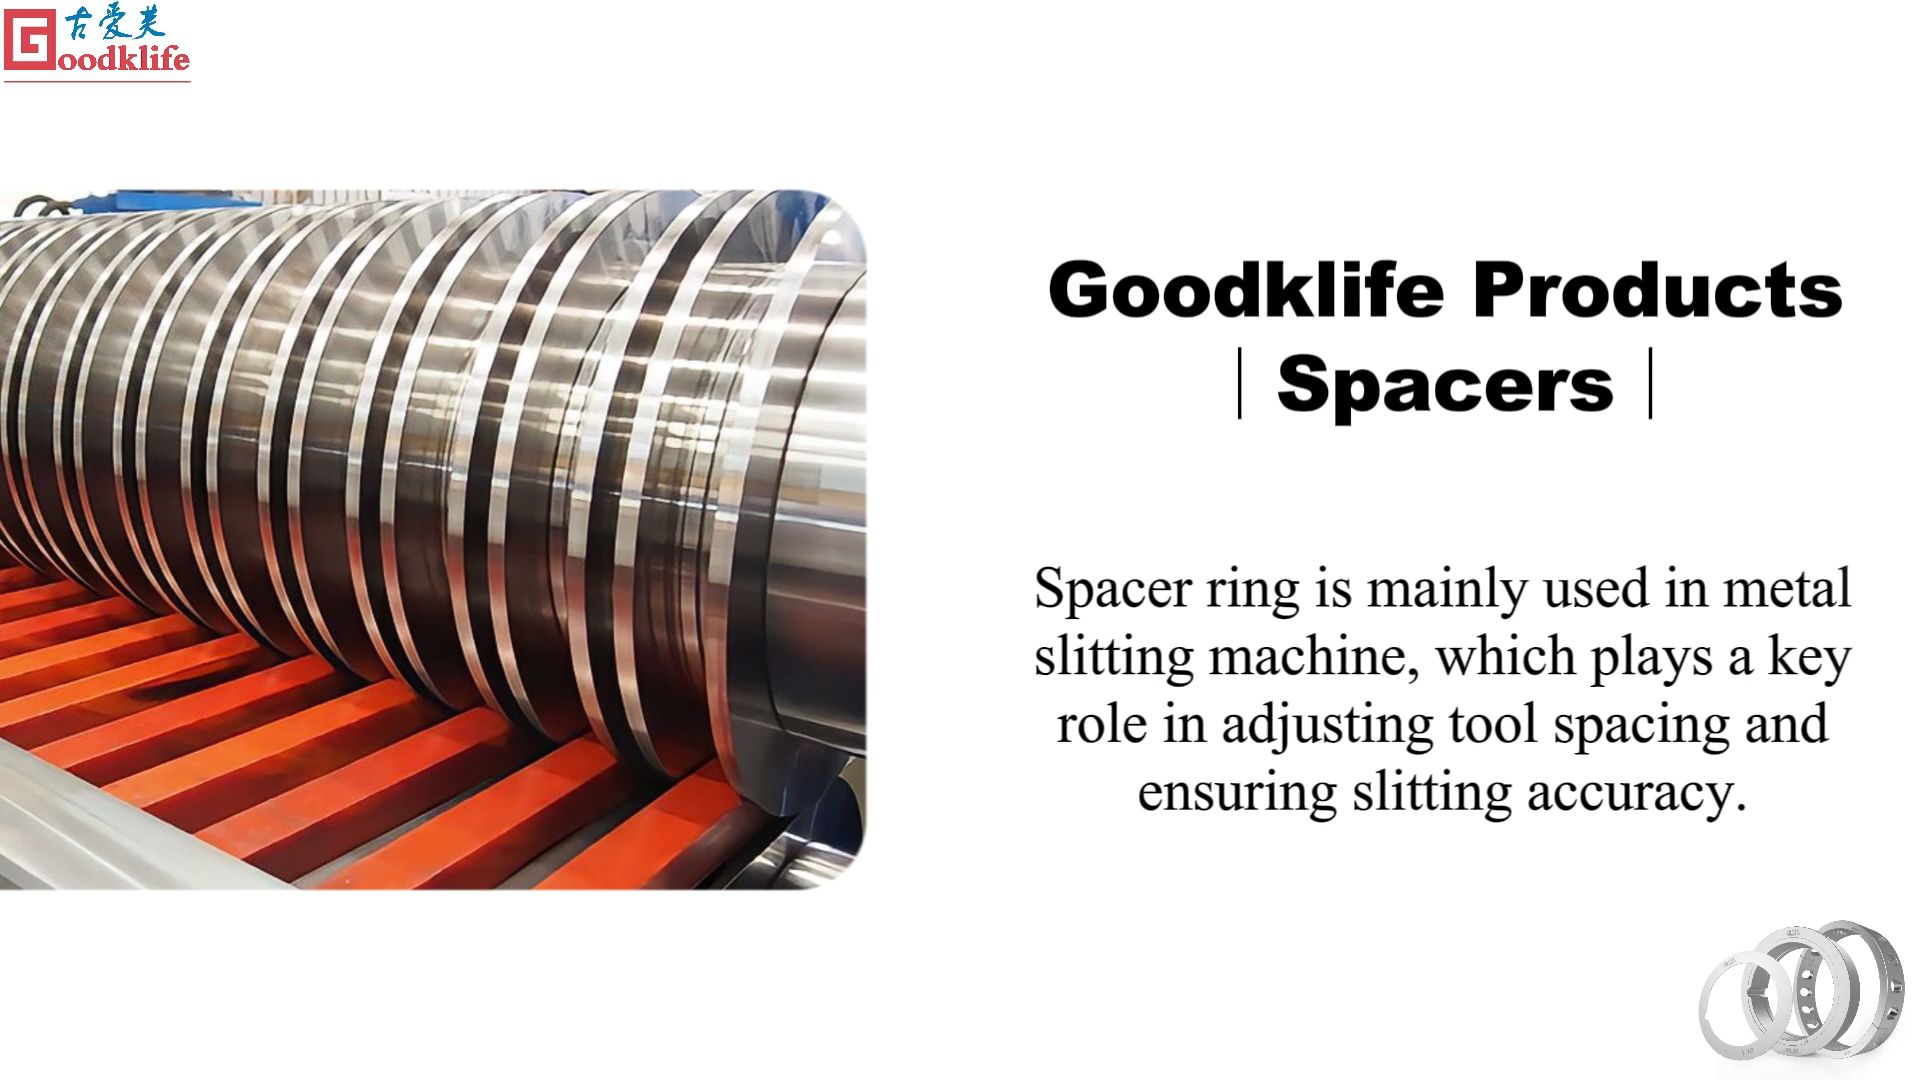 古爱芙
Goodklife
Goodklife Products
｜Spacers｜
Spacer ring is mainly used in metal
slitting machine, which plays a key
role in adjusting tool spacing and
ensuring slitting accuracy.